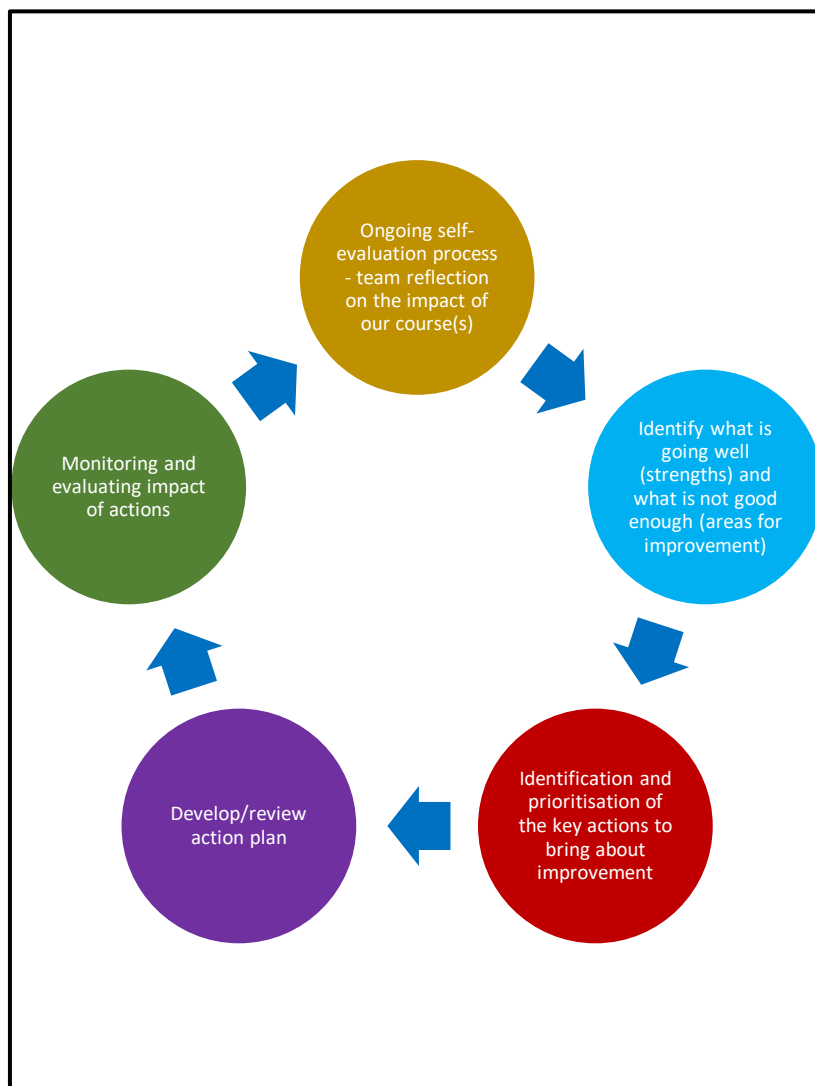 Ongoing self-
evaluation process
- team reflection
on the impact of
our course(s)
Identify what is
going well
(strengths) and
what is not good
enough (areas for
improvement)
Identification and
prioritisation of
the key actions to
bring about
improvement
Develop/review
action plan
Monitoring and
evaluating impact
of actions